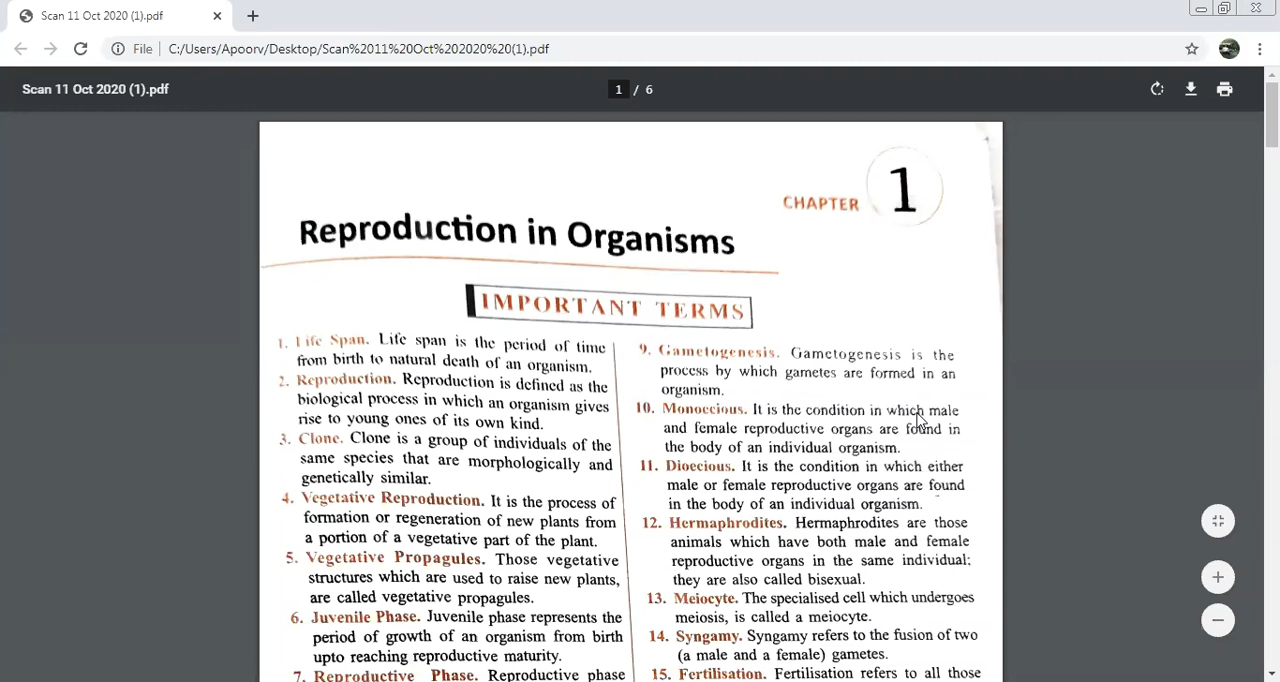 Scan 11 Oct 2020 (1).pdf
File
C:/Users/Apoorv/Desktop/Scan%2011%20Oct%202020%20(1).pdf
Scan 11 Oct 2020 (1).pdf
1 / 6
CHAPTER 1
Reproduction in Organisms
IMPORTANT TERMS
1. Life Span. Life span is the period of time
from birth to natural death of an organism.
2. Reproduction. Reproduction is defined as the
biological process in which an organism gives
rise to young ones of its own kind.
3. Clone. Clone is a group of individuals of the
same species that are morphologically and
genetically similar.
4. Vegetative Reproduction. It is the process of
formation or regeneration of new plants from
a portion of a vegetative part of the plant.
5. Vegetative Propagules. Those vegetative
structures which are used to raise new plants,
are called vegetative propagules.
6. Juvenile Phase. Juvenile phase represents the
period of growth of an organism from birth
upto reaching reproductive maturity.
7. Reproductive Phase. Reproductive phase
9. Gametogenesis. Gametogenesis is the
process by which gametes are formed in an
organism.
10. Monoecious. It is the condition in which male
and female reproductive organs are found in
the body of an individual organism.
11. Dioecious. It is the condition in which either
male or female reproductive organs are found
in the body of an individual organism.
12. Hermaphrodites. Hermaphrodites are those
animals which have both male and female
reproductive organs in the same individual;
they are also called bisexual.
13. Meiocyte. The specialised cell which undergoes
meiosis, is called a meiocyte.
14. Syngamy. Syngamy refers to the fusion of two
(a male and a female) gametes.
15. Fertilisation. Fertilisation refers to all those